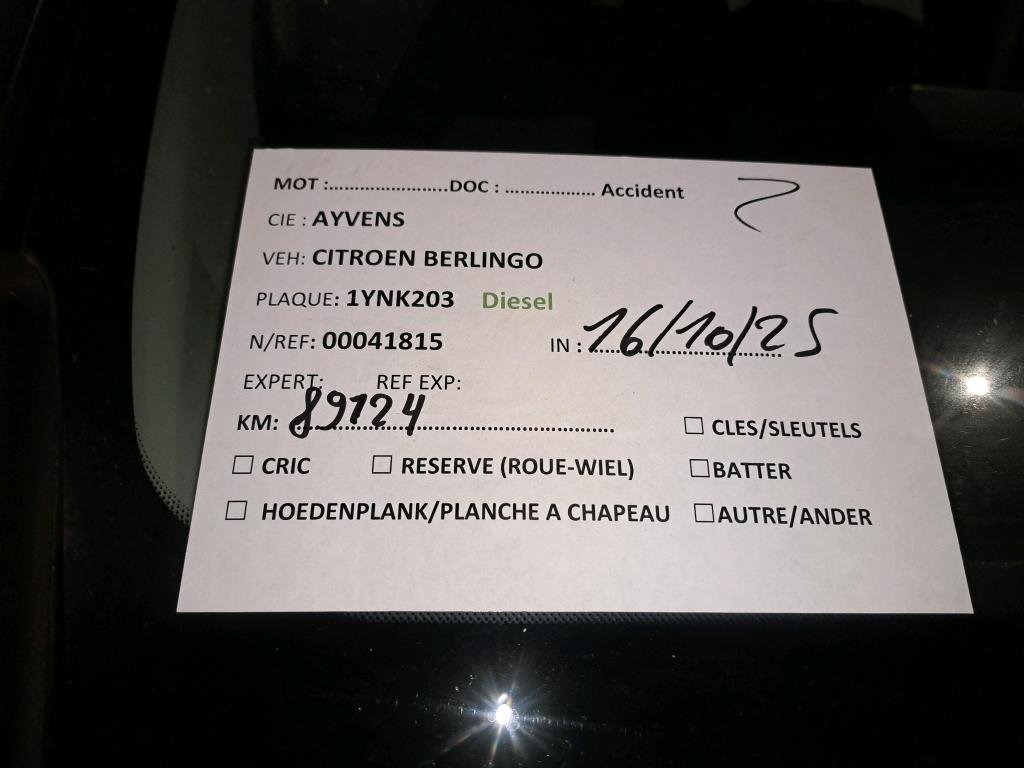 MOT :.......................DOC : ................. Accident
CIE : AYVENS
VEH: CITROEN BERLINGO
PLAQUE: 1YNK203 Diesel
N/REF: 00041815 IN : 16/10/25
EXPERT: REF EXP:
KM: 89124
☐ CLES/SLEUTELS
☐ CRIC ☐ RESERVE (ROUE-WIEL) ☐BATTER
☐ HOEDENPLANK/PLANCHE A CHAPEAU ☐AUTRE/ANDER